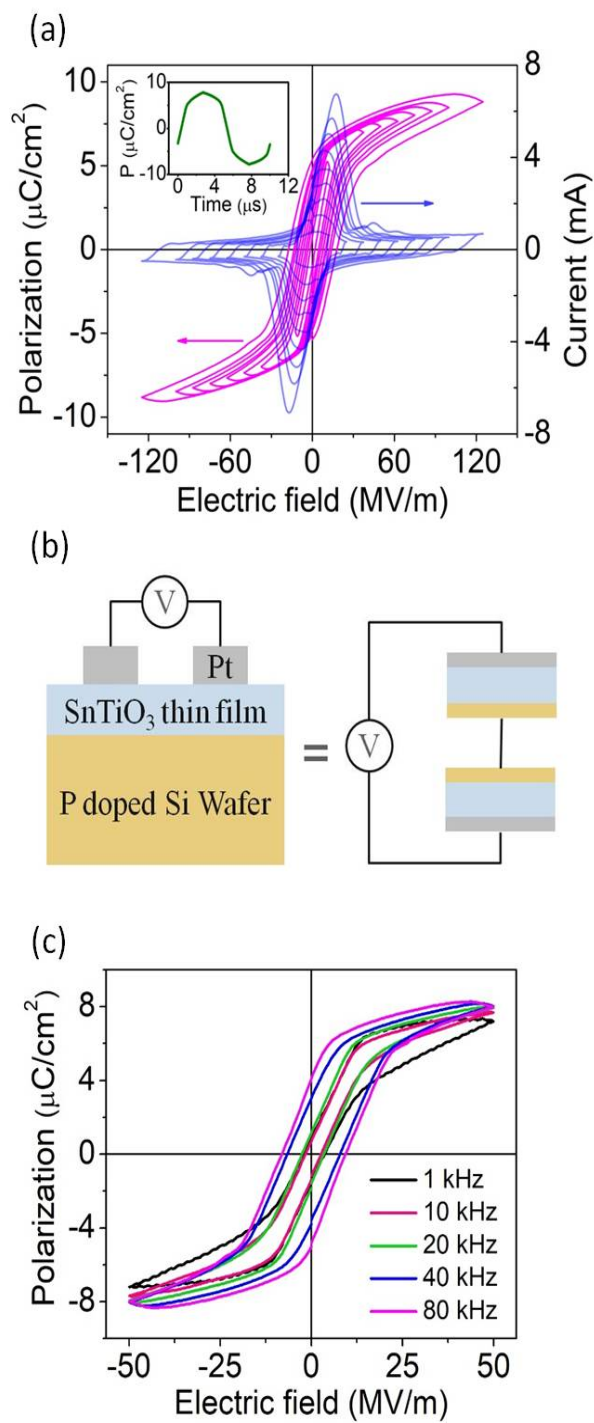 (a)
Polarization (μC/cm²)
10
5
0
-5
-10
P (μC/cm²)
10
0
-10
0 4 8 12
Time (μs)
8
4
0
-4
-8
Current (mA)
-120 -60 0 60 120
Electric field (MV/m)
(b)
V
Pt
SnTiO₃ thin film
P doped Si Wafer
=
V
(c)
Polarization (μC/cm²)
8
4
0
-4
-8
1 kHz
10 kHz
20 kHz
40 kHz
80 kHz
-50 -25 0 25 50
Electric field (MV/m)